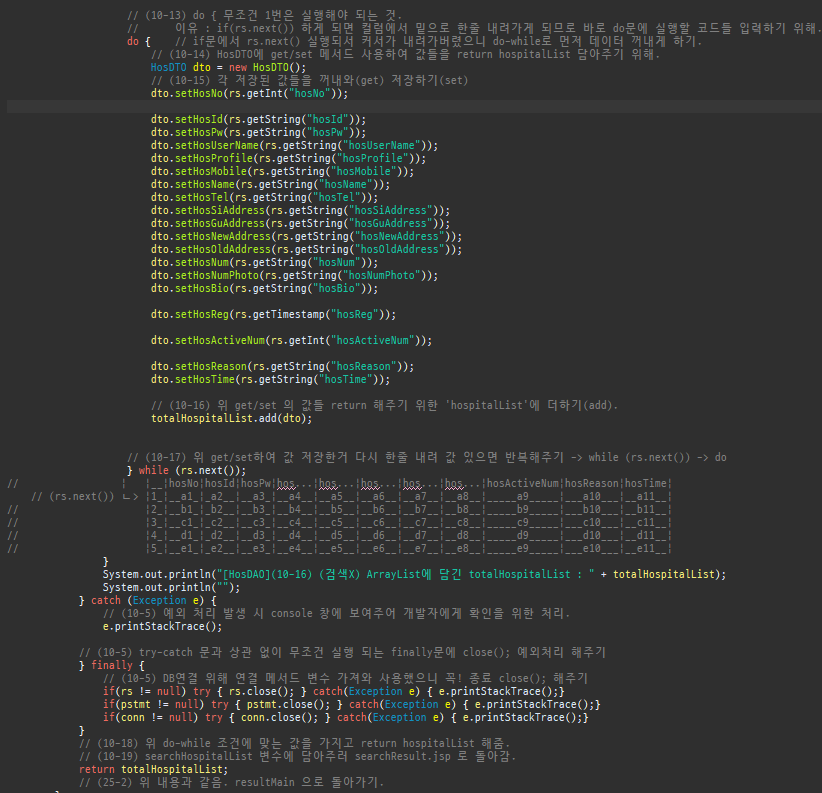 // (10-13) do { 무조건 1번은 실행해야 되는 것.
// 이유 : if(rs.next()) 하게 되면 컬럼에서 밑으로 한줄 내려가게 되므로 바로 do문에 실행할 코드들 입력하기 위해.
do { // if문에서 rs.next() 실행되서 커서가 내려가버렸으니 do-while로 먼저 데이터 꺼내게 하기.
// (10-14) HosDTO에 get/set 메서드 사용하여 값들을 return hospitalList 담아주기 위해.
HosDTO dto = new HosDTO();
// (10-15) 각 저장된 값들을 꺼내와(get) 저장하기(set)
dto.setHosNo(rs.getInt("hosNo"));
dto.setHosId(rs.getString("hosId"));
dto.setHosPw(rs.getString("hosPw"));
dto.setHosUserName(rs.getString("hosUserName"));
dto.setHosProfile(rs.getString("hosProfile"));
dto.setHosMobile(rs.getString("hosMobile"));
dto.setHosName(rs.getString("hosName"));
dto.setHosTel(rs.getString("hosTel"));
dto.setHosSiAddress(rs.getString("hosSiAddress"));
dto.setHosGuAddress(rs.getString("hosGuAddress"));
dto.setHosNewAddress(rs.getString("hosNewAddress"));
dto.setHosOldAddress(rs.getString("hosOldAddress"));
dto.setHosNum(rs.getString("hosNum"));
dto.setHosNumPhoto(rs.getString("hosNumPhoto"));
dto.setHosBio(rs.getString("hosBio"));
dto.setHosReg(rs.getTimestamp("hosReg"));
dto.setHosActiveNum(rs.getInt("hosActiveNum"));
dto.setHosReason(rs.getString("hosReason"));
dto.setHosTime(rs.getString("hosTime"));
// (10-16) 위 get/set 의 값들 return 해주기 위한 'hospitalList'에 더하기(add).
totalHospitalList.add(dto);
// (10-17) 위 get/set하여 값 저장한거 다시 한줄 내려 값 있으면 반복해주기 -> while (rs.next()) -> do
} while (rs.next());
// ¦ ¦__¦hosNo¦hosId¦hosPw¦hos...¦hos...¦hos...¦hos...¦hos...¦hosActiveNum¦hosReason¦hosTime¦
// (rs.next()) ㄴ> ¦1_¦__a1_¦_a2__¦__a3_¦__a4__¦__a5__¦__a6__¦__a7__¦__a8__¦_____a9_____¦___a10___¦__a11__¦
// ¦2_¦__b1_¦_b2__¦__b3_¦__b4__¦__b5__¦__b6__¦__b7__¦__b8__¦_____b9_____¦___b10___¦__b11__¦
// ¦3_¦__c1_¦_c2__¦__c3_¦__c4__¦__c5__¦__c6__¦__c7__¦__c8__¦_____c9_____¦___c10___¦__c11__¦
// ¦4_¦__d1_¦_d2__¦__d3_¦__d4__¦__d5__¦__d6__¦__d7__¦__d8__¦_____d9_____¦___d10___¦__d11__¦
// ¦5_¦__e1_¦_e2__¦__e3_¦__e4__¦__e5__¦__e6__¦__e7__¦__e8__¦_____e9_____¦___e10___¦__e11__¦
}
System.out.println("[HosDAO](10-16) (검색X) ArrayList에 담긴 totalHospitalList : " + totalHospitalList);
System.out.println("");
} catch (Exception e) {
// (10-5) 예외 처리 발생 시 console 창에 보여주어 개발자에게 확인을 위한 처리.
e.printStackTrace();
// (10-5) try-catch 문과 상관 없이 무조건 실행 되는 finally문에 close(); 예외처리 해주기
} finally {
// (10-5) DB연결 위해 연결 메서드 변수 가져와 사용했으니 꼭! 종료 close(); 해주기
if(rs != null) try { rs.close(); } catch(Exception e) { e.printStackTrace();}
if(pstmt != null) try { pstmt.close(); } catch(Exception e) { e.printStackTrace();}
if(conn != null) try { conn.close(); } catch(Exception e) { e.printStackTrace();}
}
// (10-18) 위 do-while 조건에 맞는 값을 가지고 return hospitalList 해줌.
// (10-19) searchHospitalList 변수에 담아주러 searchResult.jsp 로 돌아감.
return totalHospitalList;
// (25-2) 위 내용과 같음. resultMain 으로 돌아가기.